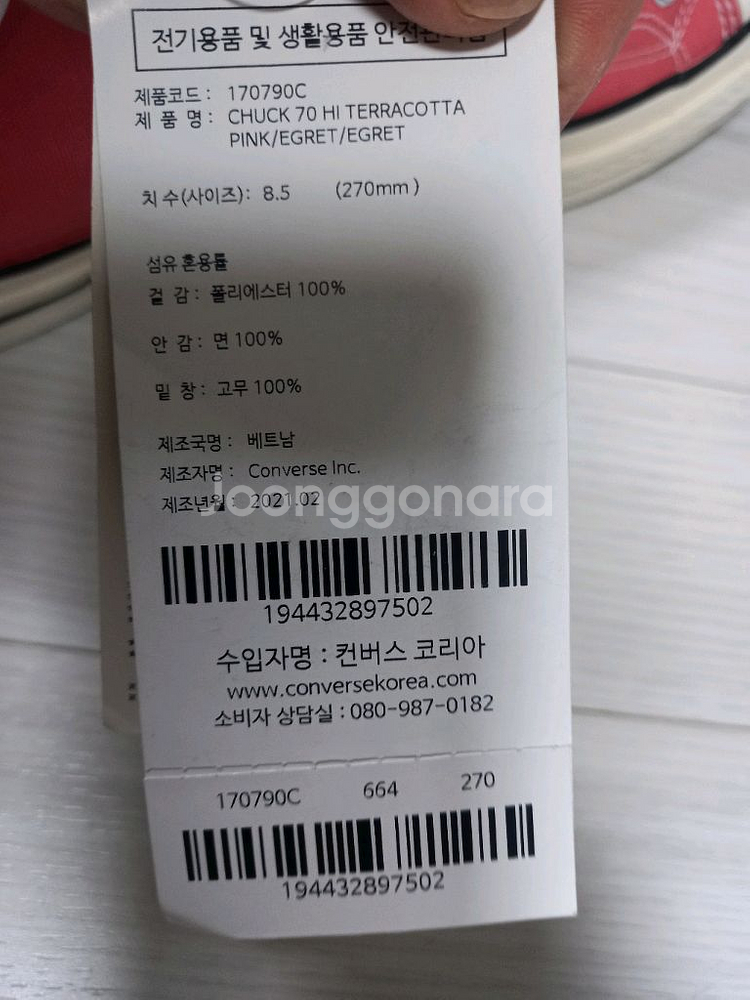 전기용품 및 생활용품 안전관리법
제품코드 : 170790C
제 품 명 : CHUCK 70 HI TERRACOTTA
PINK/EGRET/EGRET
치 수(사이즈): 8.5 (270mm )
섬유 혼용률
겉 감 : 폴리에스터 100%
안 감 : 면 100%
밑 창 : 고무 100%
제조국명 : 베트남
제조자명 : Converse Inc.
제조년월 : 2021.02
Joonggonara
194432897502
수입자명 : 컨버스 코리아
www.conversekorea.com
소비자 상담실 : 080-987-0182
170790C 664 270
194432897502